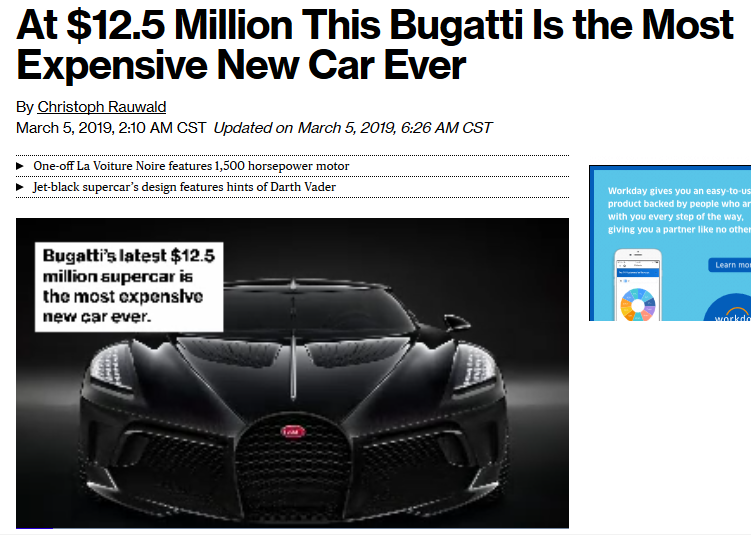 At $12.5 Million This Bugatti Is the Most
Expensive New Car Ever
By Christoph Rauwald
March 5, 2019, 2:10 AM CST Updated on March 5, 2019, 6:26 AM CST
One-off La Voiture Noire features 1,500 horsepower motor
Jet-black supercar's design features hints of Darth Vader
Bugatti's latest $12.5
million supercar is
the most expensive
new car ever.
Workday gives you an easy-to-us
product backed by people who ar
with you every step of the way,
giving you a partner like no othe
Learn mor
workda